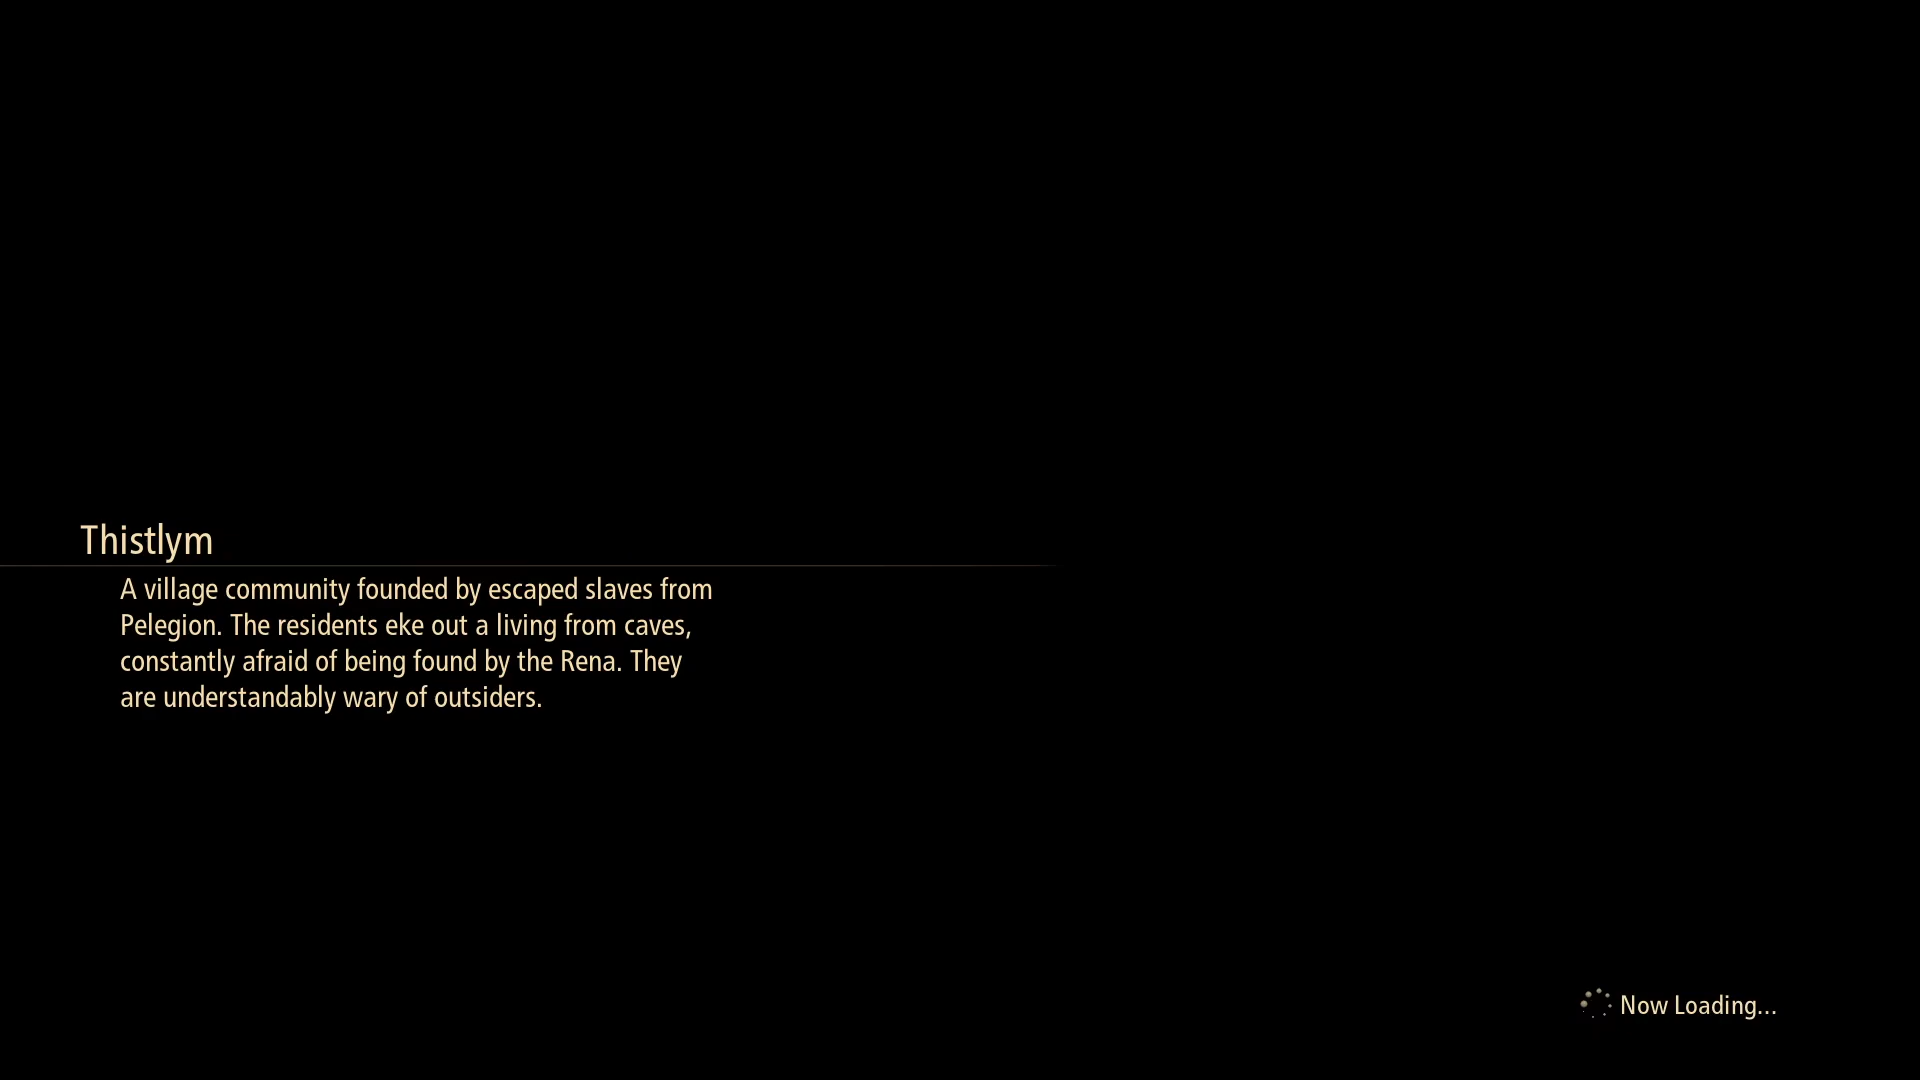 Thistlym
A village community founded by escaped slaves from
Pelegion. The residents eke out a living from caves,
constantly afraid of being found by the Rena. They
are understandably wary of outsiders.
Now Loading...